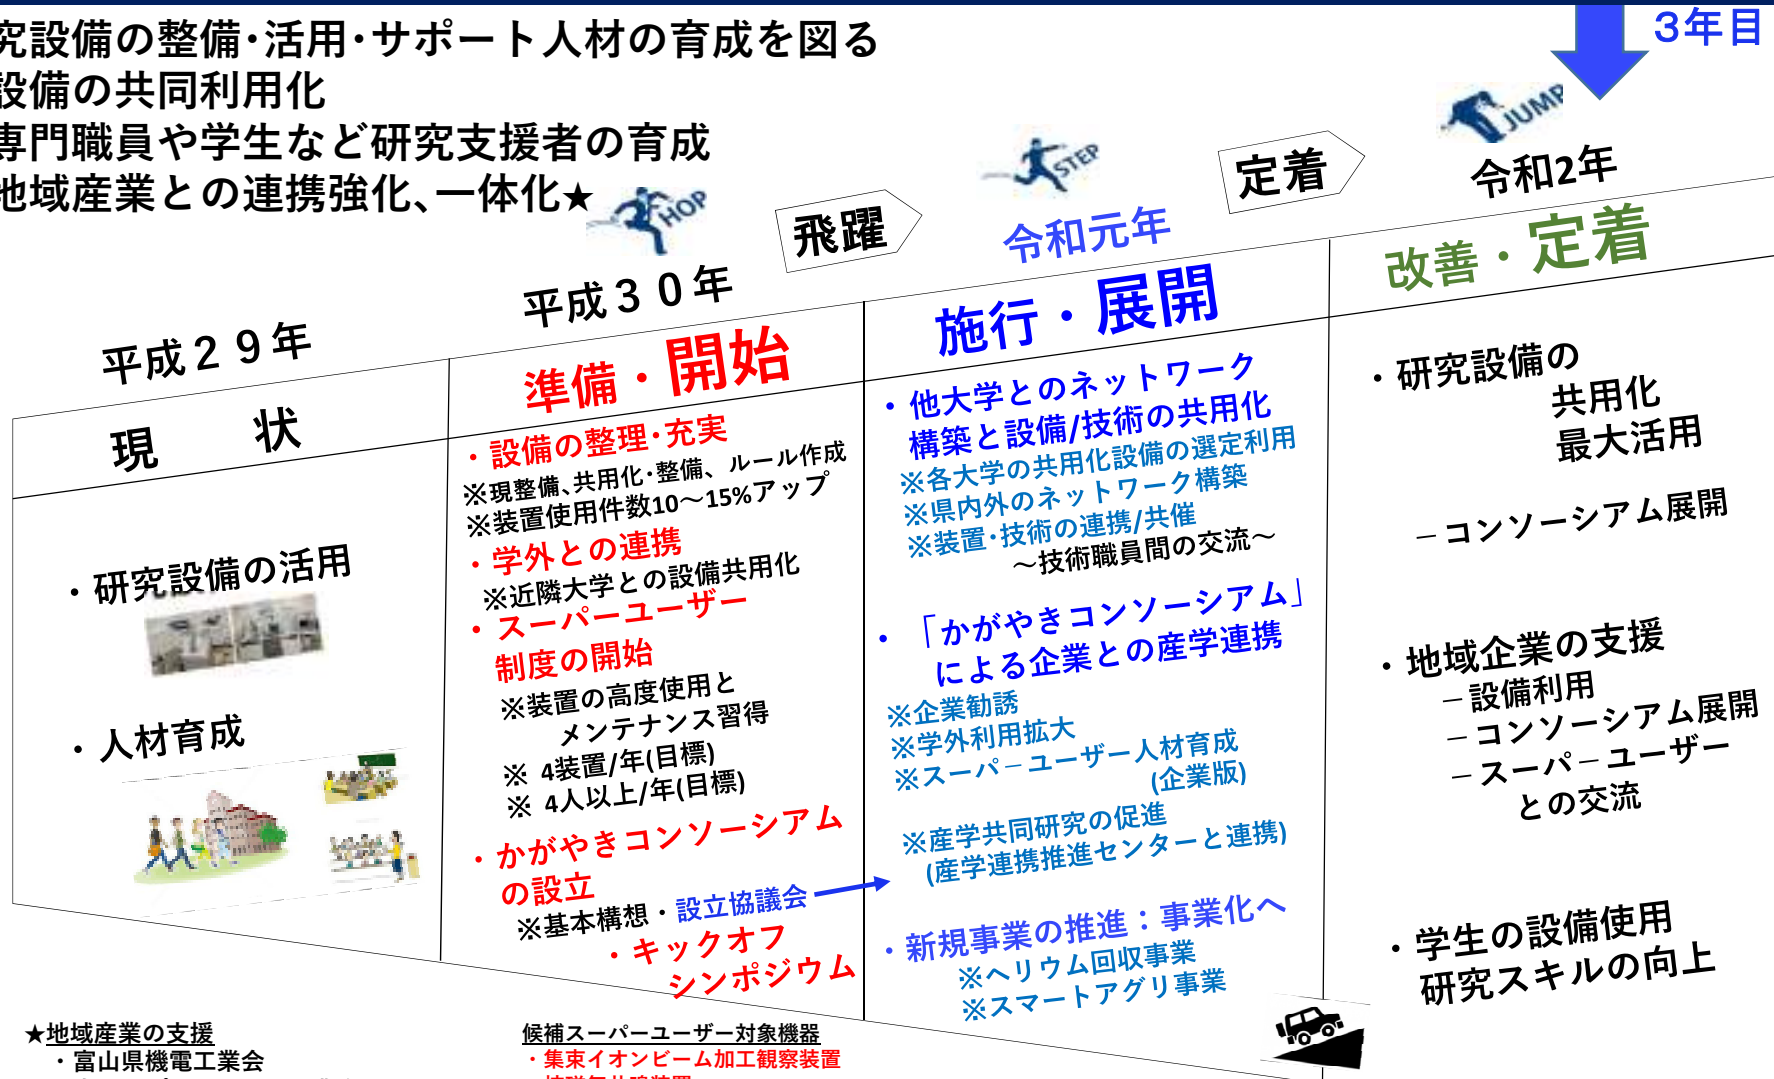 究設備の整備･活用･サポート人材の育成を図る
設備の共同利用化
専門職員や学生など研究支援者の育成
地域産業との連携強化、一体化★
3年目
HOP
飛躍
STEP
定着
JUMP
平成２９年
平成３０年
令和元年
令和2年
現　状
・研究設備の活用
・人材育成
準備・開始
・設備の整理･充実
※現整備、共用化･整備、ルール作成
※装置使用件数10～15%アップ
・学外との連携
※近隣大学との設備共用化
・スーパーユーザー
制度の開始
※装置の高度使用と
メンテナンス習得
※ 4装置/年(目標)
※ 4人以上/年(目標)
・かがやきコンソーシアム
の設立
※基本構想・設立協議会
・キックオフ
シンポジウム
施行・展開
・他大学とのネットワーク
構築と設備/技術の共用化
※各大学の共用化設備の選定利用
※県内外のネットワーク構築
※装置･技術の連携/共催
～技術職員間の交流～
・「かがやきコンソーシアム」
による企業との産学連携
※企業勧誘
※学外利用拡大
※スーパ－ユーザー人材育成
(企業版)
※産学共同研究の促進
(産学連携推進センターと連携)
・新規事業の推進：事業化へ
※ヘリウム回収事業
※スマートアグリ事業
改善・定着
・研究設備の
共用化
最大活用
－コンソーシアム展開
・地域企業の支援
－設備利用
－コンソーシアム展開
－スーパ－ユーザー
との交流
・学生の設備使用
研究スキルの向上
★地域産業の支援
・富山県機電工業会
候補スーパーユーザー対象機器
・集束イオンビーム加工観察装置